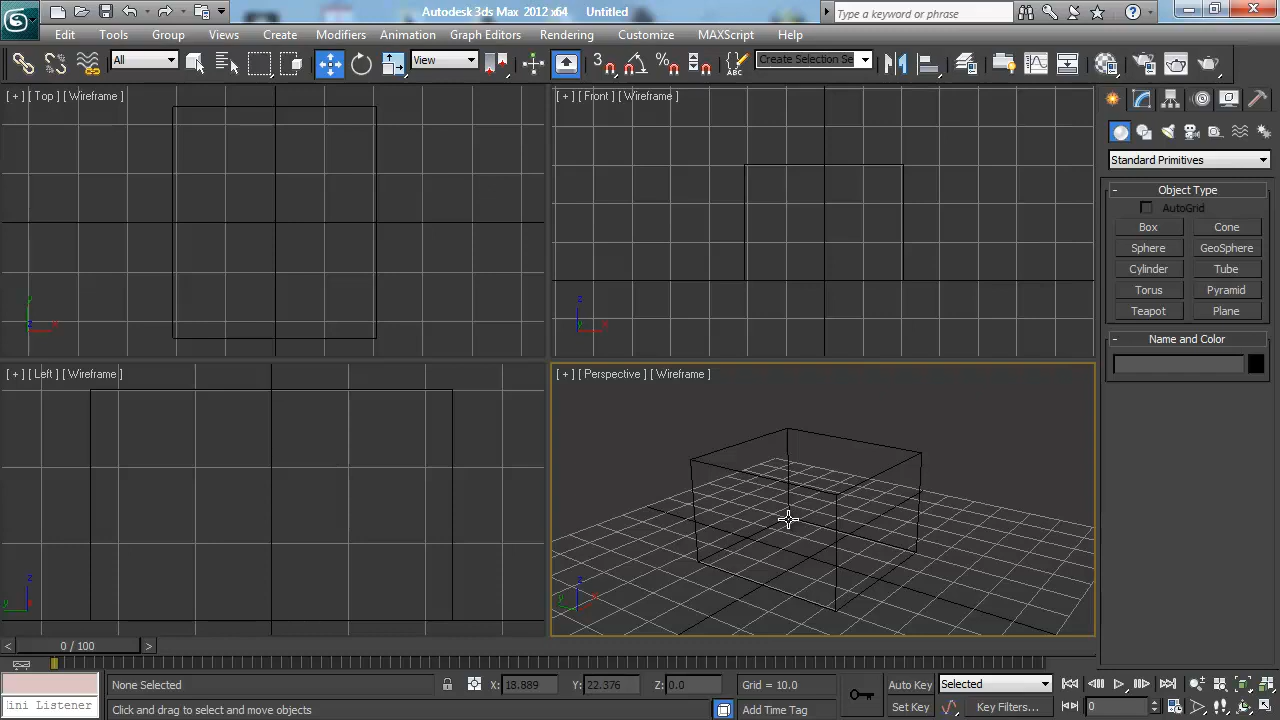 Autodesk 3ds Max 2012 x64 Untitled
Type a keyword or phrase
Edit Tools Group Views Create Modifiers Animation Graph Editors Rendering Customize MAXScript Help
All
View
3
Create Selection Se
[ + ] [ Top ] [ Wireframe ]
[ + ] [ Front ] [ Wireframe ]
Standard Primitives
Object Type
AutoGrid
Box Cone
Sphere GeoSphere
Cylinder Tube
Torus Pyramid
Teapot Plane
Name and Color
y
z x
z
y x
[ + ] [ Left ] [ Wireframe ]
[ + ] [ Perspective ] [ Wireframe ]
z
y x
z
y x
< 0 / 100 >
None Selected
X: 18.889 Y: 22.376 Z: 0.0
Grid = 10.0
Auto Key Selected
ini Listener
Click and drag to select and move objects
Add Time Tag
Set Key Key Filters...
0